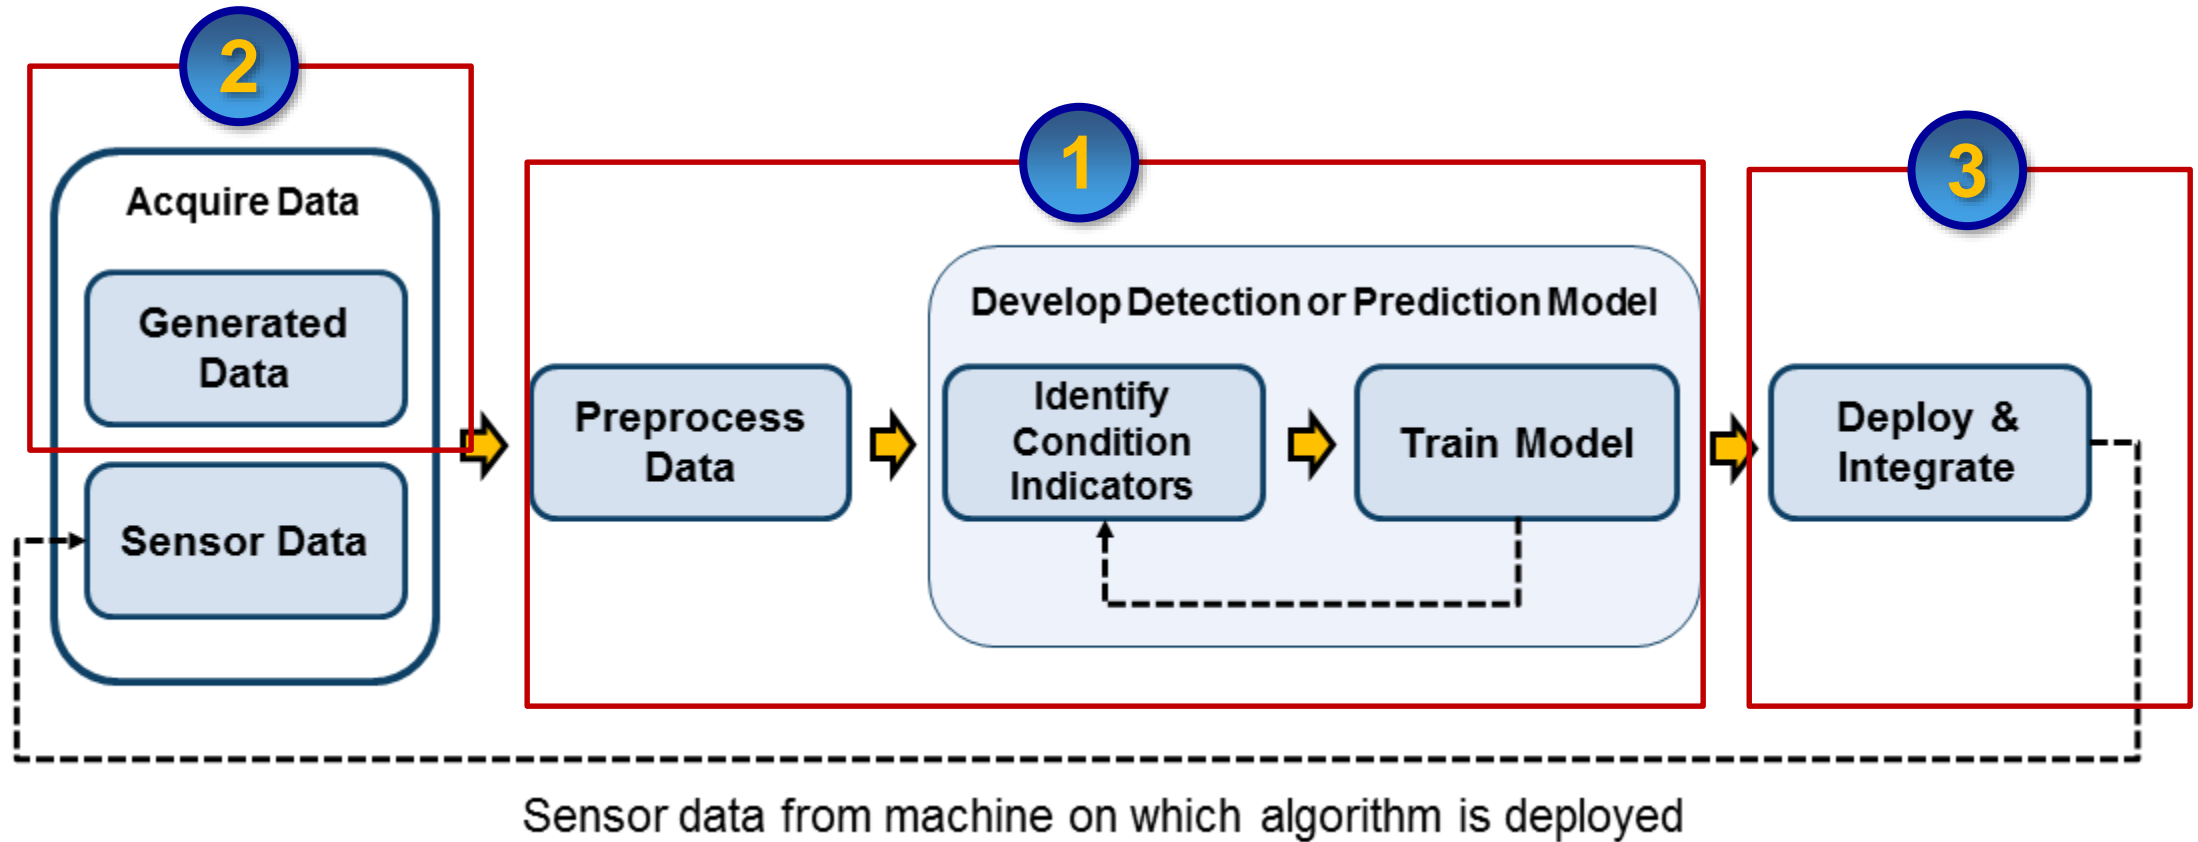 2
Acquire Data
Generated
Data
Sensor Data
1
Preprocess
Data
Develop Detection or Prediction Model
Identify
Condition
Indicators
Train Model
3
Deploy &
Integrate
Sensor data from machine on which algorithm is deployed